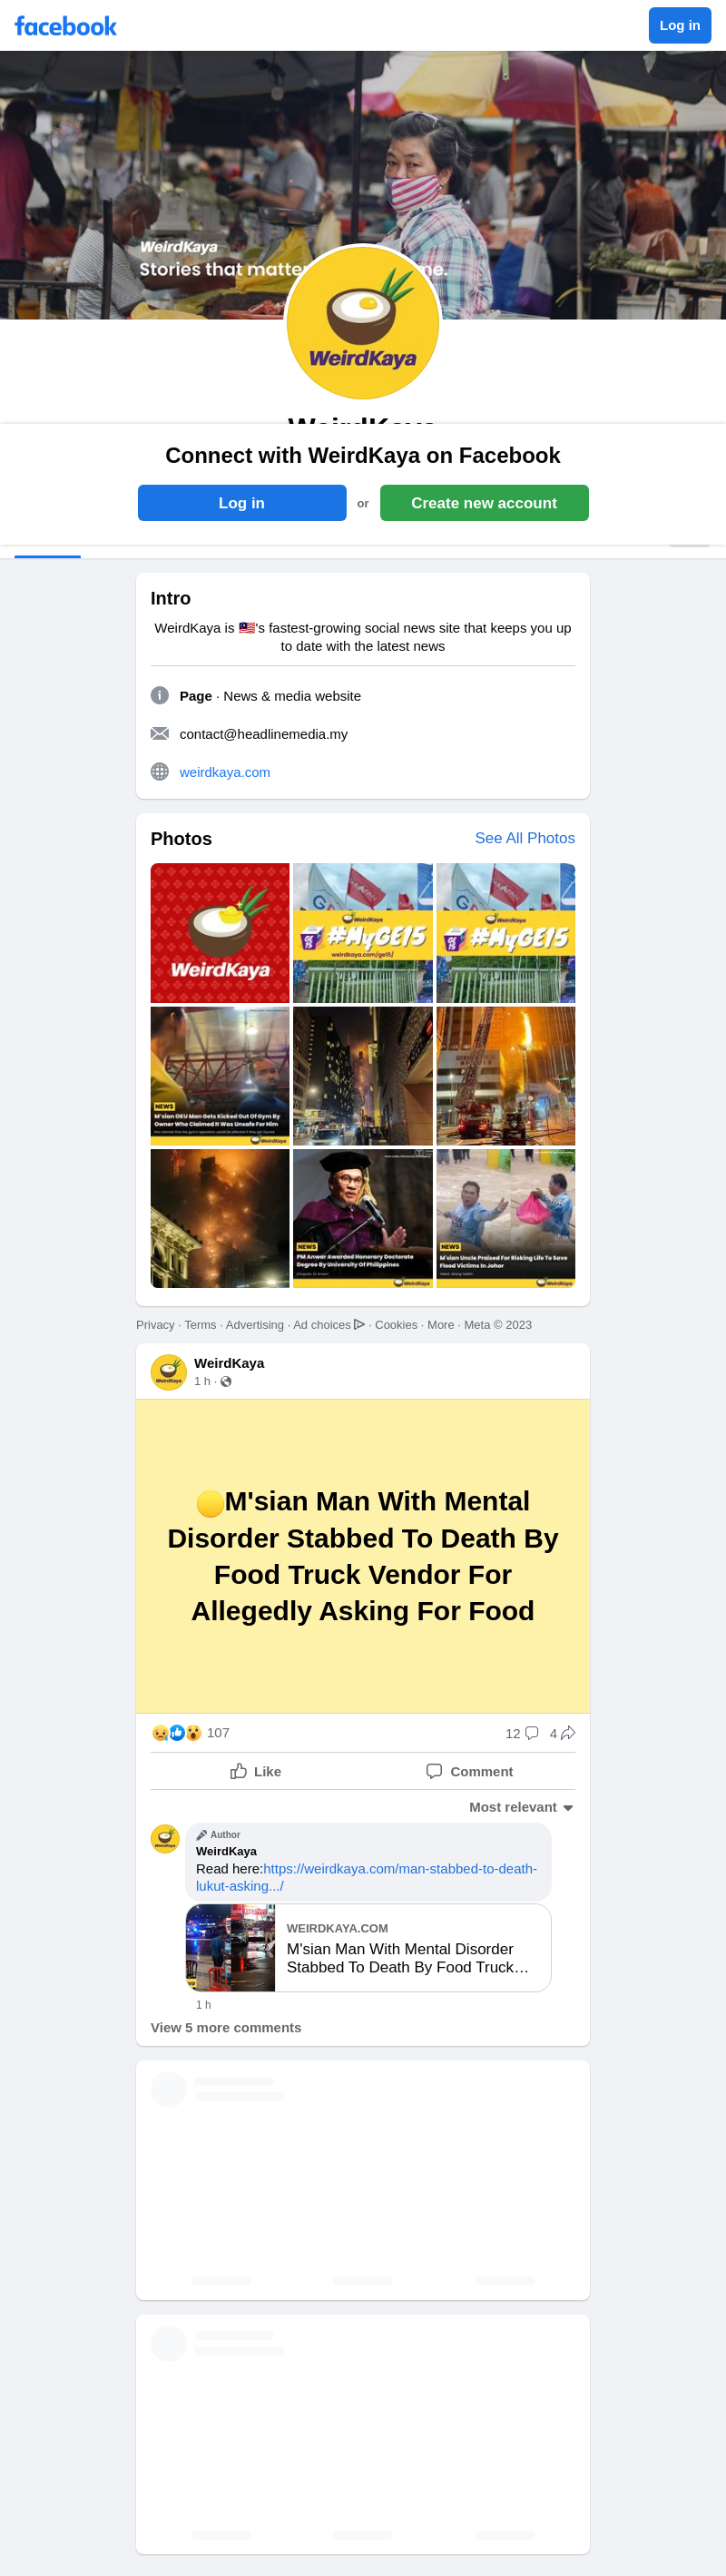 facebook
Log in
WeirdKaya
Stories that matter
me.
WeirdKaya
Connect with WeirdKaya on Facebook
Log in
or
Create new account
Intro
WeirdKaya is 🇲🇾's fastest-growing social news site that keeps you up
to date with the latest news
Page · News & media website
contact@headlinemedia.my
weirdkaya.com
Photos
See All Photos
WeirdKaya
WeirdKaya
GE15
#MyGE15
weirdkaya.com/ge15/
WeirdKaya
GE15
#MyGE15
NEWS
M'sian OKU Man Gets Kicked Out Of Gym By
Owner Who Claimed It Was Unsafe For Him
WeirdKaya
NEWS
PM Anwar Awarded Honorary Doctorate
Degree By University Of Philippines
WeirdKaya
NEWS
M'sian Uncle Praised For Risking Life To Save
Flood Victims In Johor
WeirdKaya
Privacy · Terms · Advertising · Ad choices · Cookies · More · Meta © 2023
WeirdKaya
1 h ·
🟡M'sian Man With Mental
Disorder Stabbed To Death By
Food Truck Vendor For
Allegedly Asking For Food
107
12
4
Like
Comment
Most relevant
Author
WeirdKaya
Read here:https://weirdkaya.com/man-stabbed-to-death-
lukut-asking.../
WEIRDKAYA.COM
M'sian Man With Mental Disorder
Stabbed To Death By Food Truck…
1 h
View 5 more comments